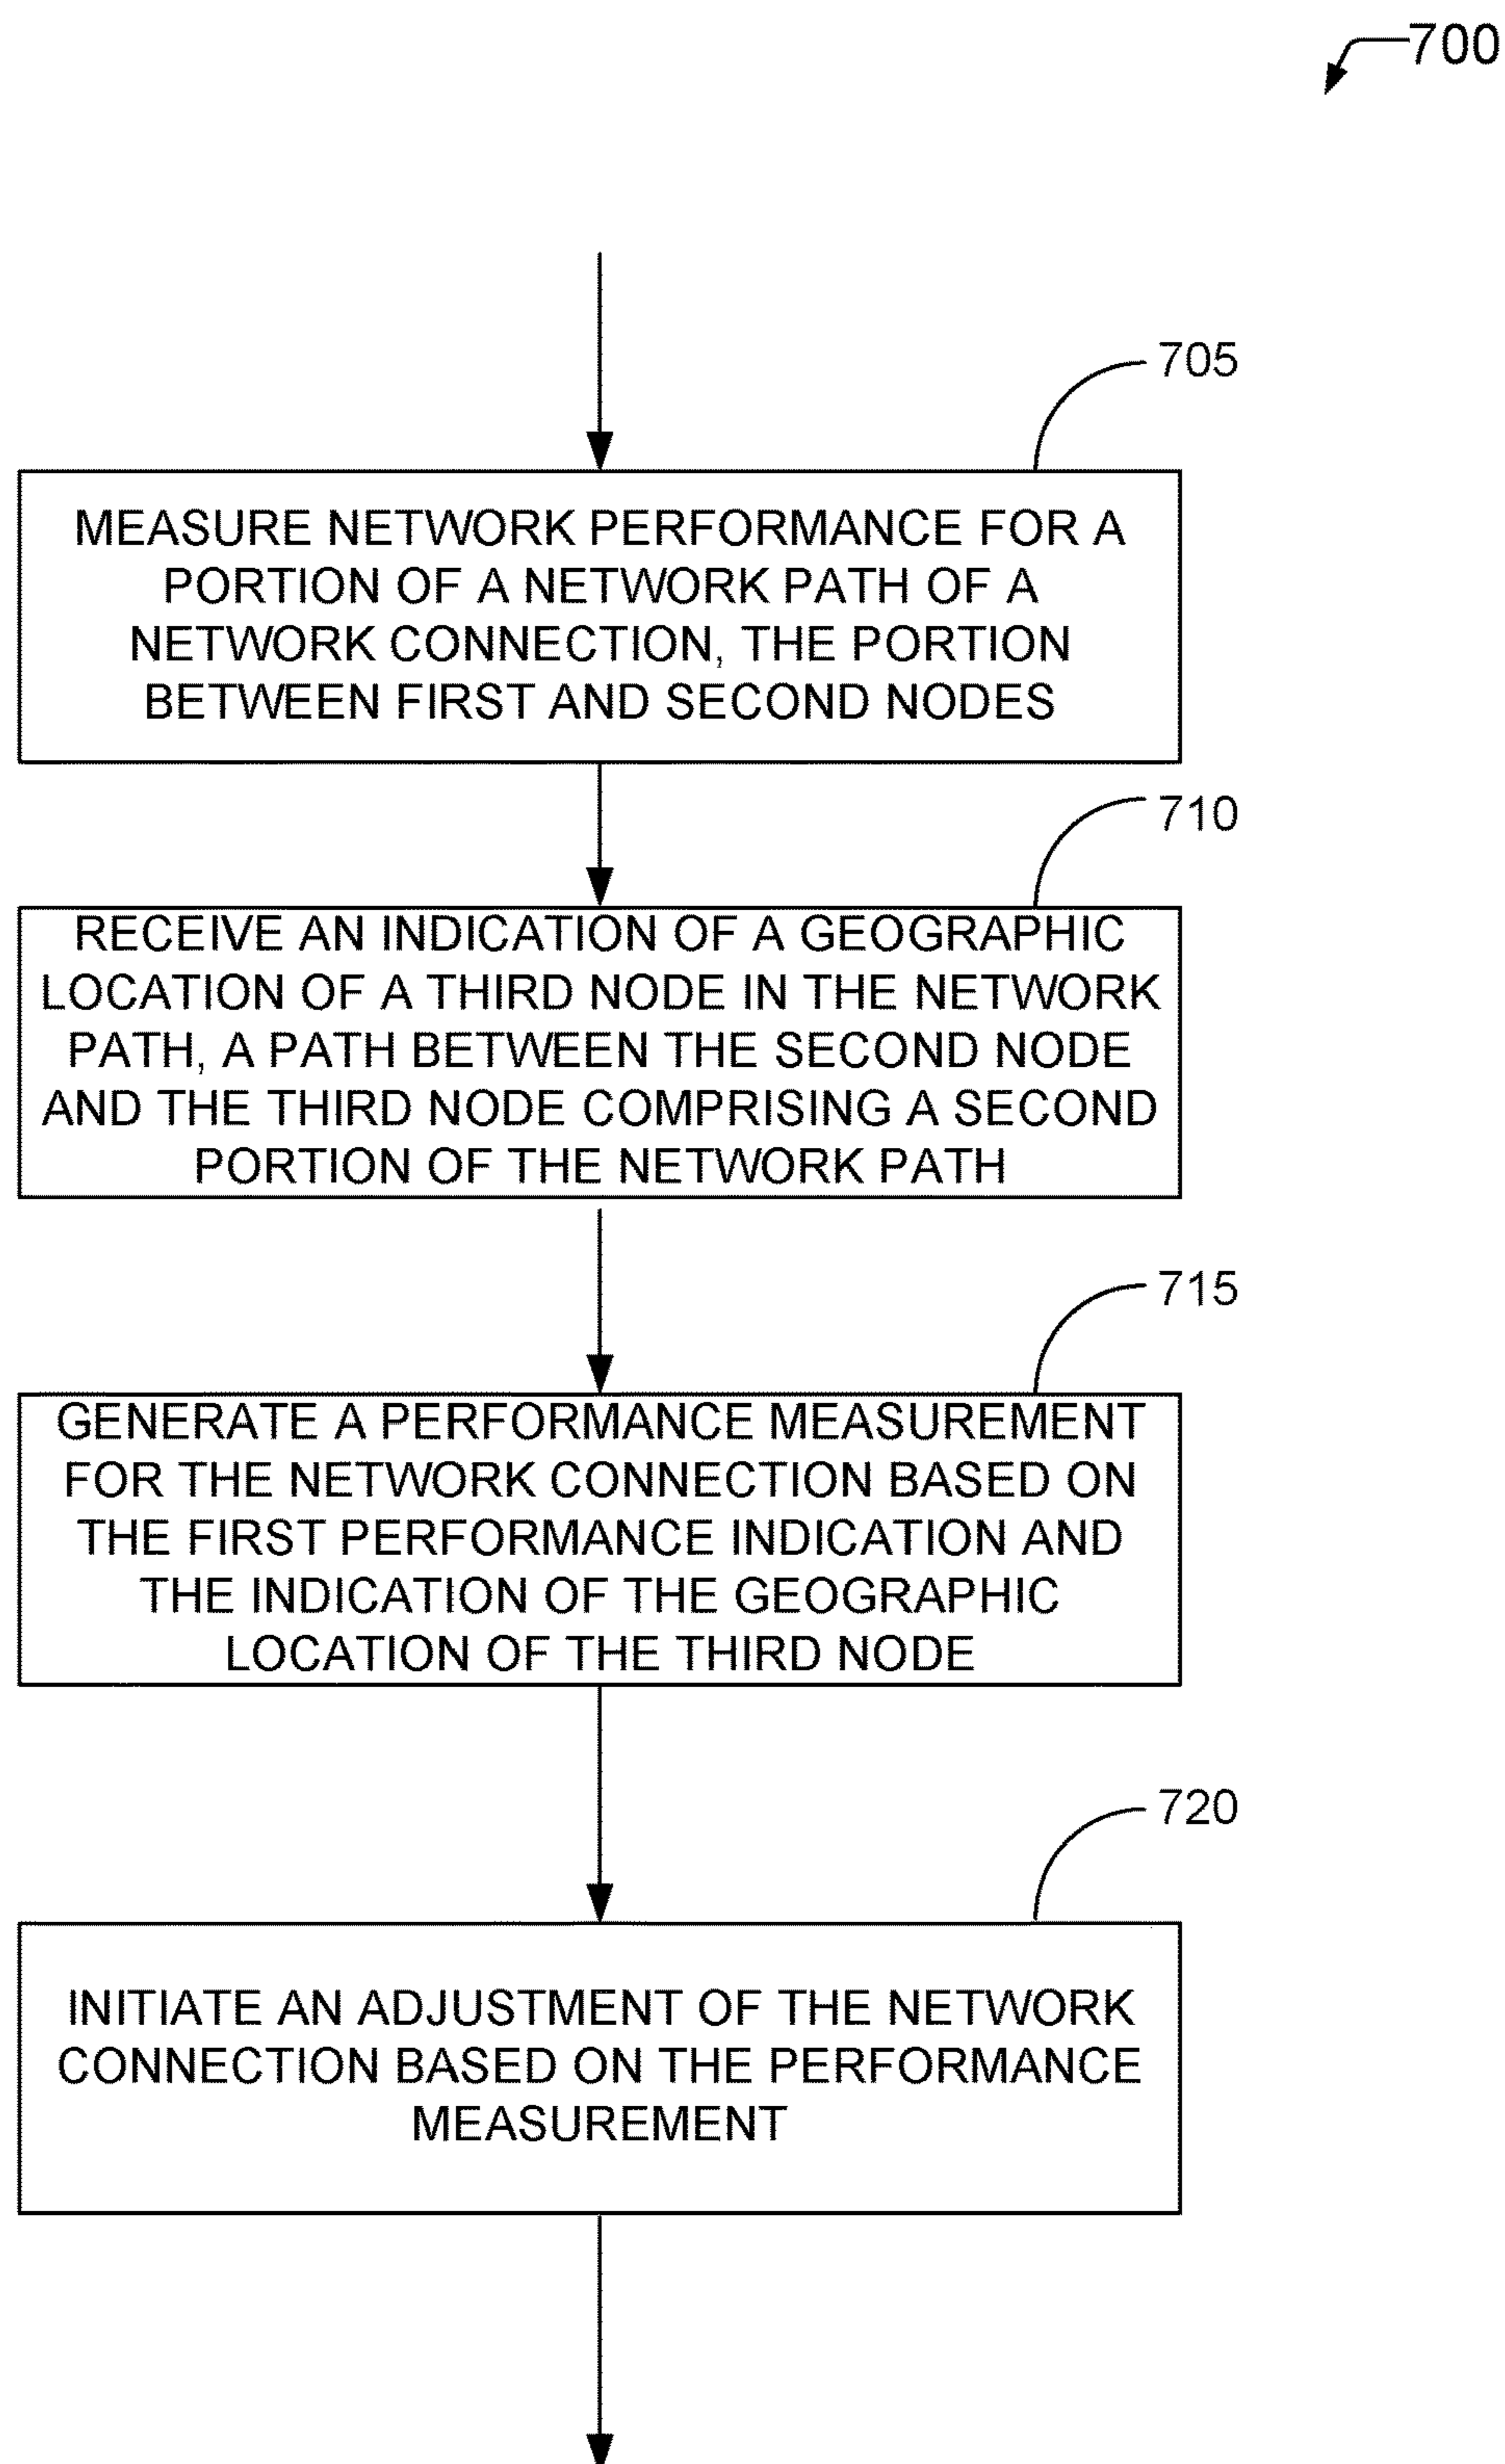 700
705
MEASURE NETWORK PERFORMANCE FOR A
PORTION OF A NETWORK PATH OF A
NETWORK CONNECTION, THE PORTION
BETWEEN FIRST AND SECOND NODES
710
RECEIVE AN INDICATION OF A GEOGRAPHIC
LOCATION OF A THIRD NODE IN THE NETWORK
PATH, A PATH BETWEEN THE SECOND NODE
AND THE THIRD NODE COMPRISING A SECOND
PORTION OF THE NETWORK PATH
715
GENERATE A PERFORMANCE MEASUREMENT
FOR THE NETWORK CONNECTION BASED ON
THE FIRST PERFORMANCE INDICATION AND
THE INDICATION OF THE GEOGRAPHIC
LOCATION OF THE THIRD NODE
720
INITIATE AN ADJUSTMENT OF THE NETWORK
CONNECTION BASED ON THE PERFORMANCE
MEASUREMENT